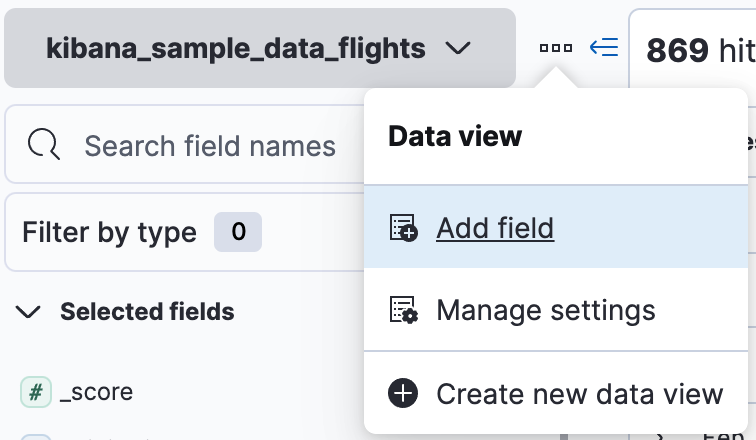 kibana_sample_data_flights
869 hit
Search field names
Data view
Filter by type 0
Add field
Selected fields
Manage settings
# _score
Create new data view